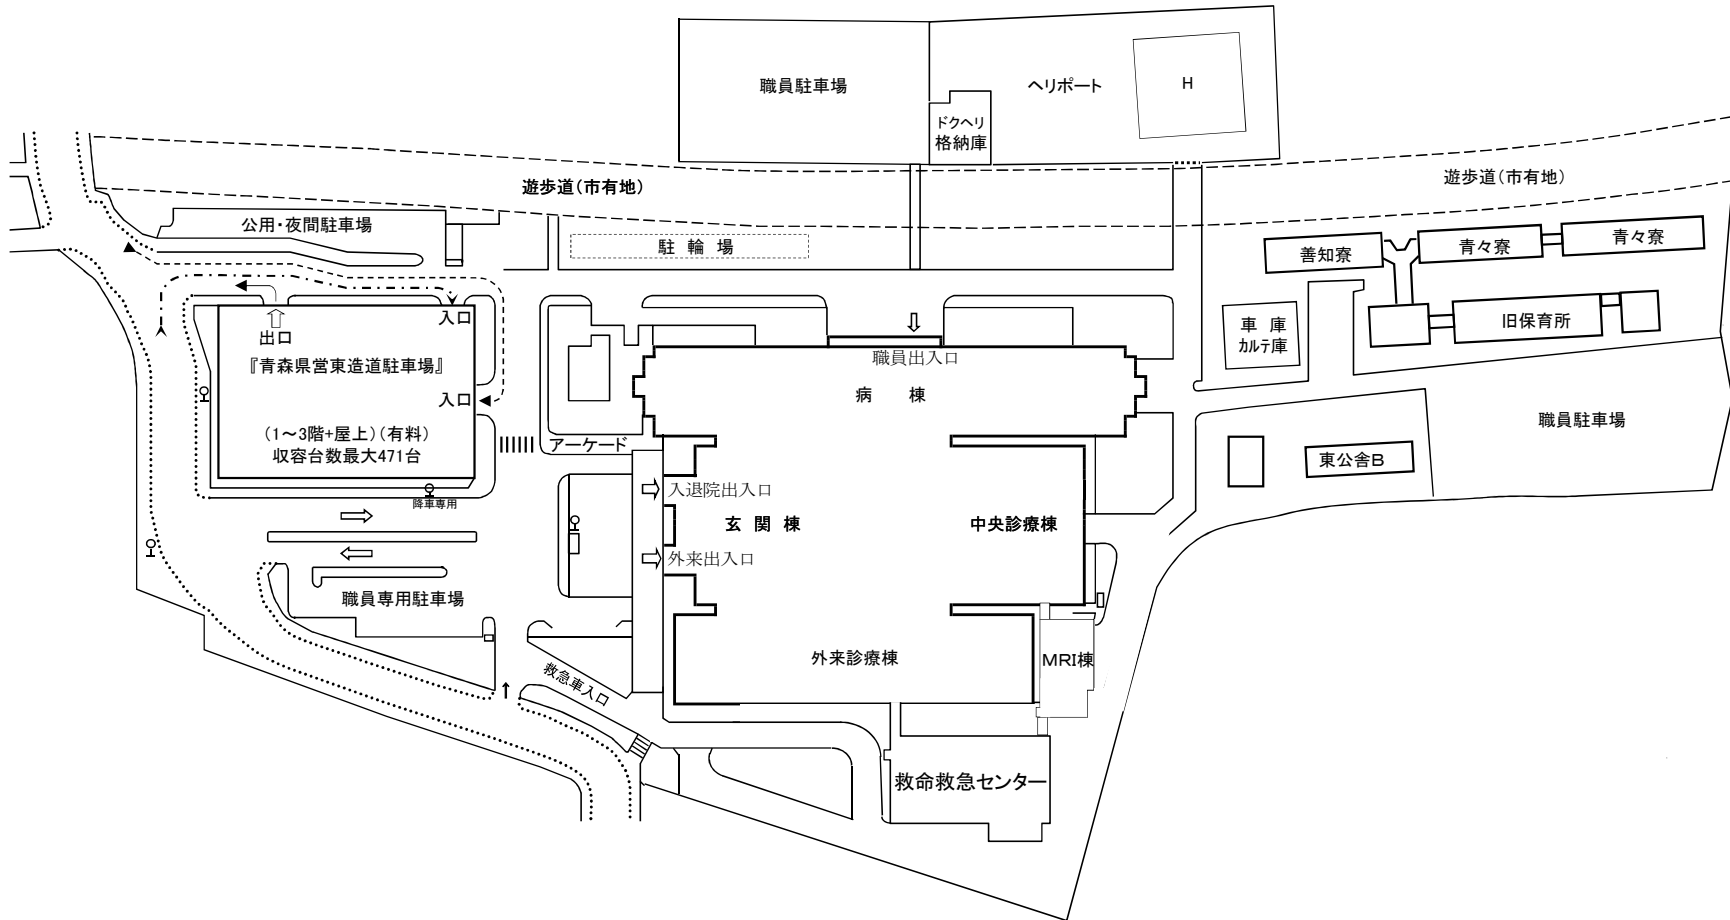 職員駐車場
ヘリポート
H
ドクヘリ
格納庫
遊歩道(市有地)
遊歩道(市有地)
公用・夜間駐車場
駐輪場
善知寮
青々寮
青々寮
入口
出口
『青森県営東造道駐車場』
入口
(1～3階+屋上)(有料)
収容台数最大471台
降車専用
アーケード
職員出入口
病棟
車庫
カルテ庫
旧保育所
職員駐車場
東公舎B
入退院出入口
玄関棟
中央診療棟
外来出入口
職員専用駐車場
外来診療棟
MRI棟
救急車入口
救命救急センター